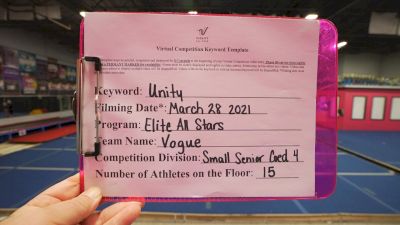 Virtual Competition Keyword Template
Keyword: Unity
Filming Date*: March 28 2021
Program: Elite All Stars
Team Name: Vogue
Competition Division: Small Senior Coed 4
Number of Athletes on the Floor: 15